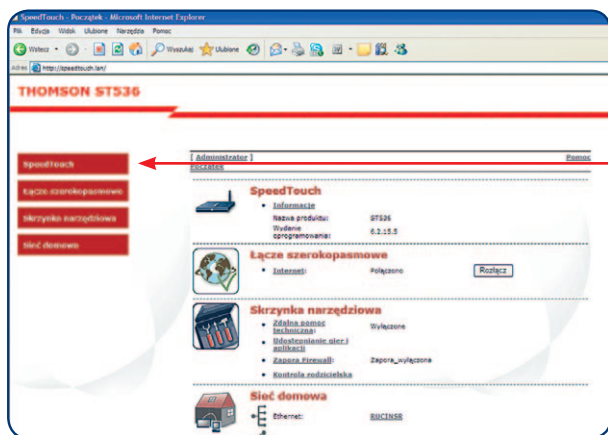 SpeedTouch - Początek - Microsoft Internet Explorer
Plik Edycja Widok Ulubione Narzędzia Pomoc
Wstecz Wyszukaj Ulubione
Adres http://speedtouch.lan/
THOMSON ST536
SpeedTouch
Łącze szerokopasmowe
Skrzynka narzędziowa
Sieć domowa
[ Administrator ] Pomoc
Początek
SpeedTouch
Informacje
Nazwa produktu: ST536
Wydanie oprogramowania: 6.2.15.5
Łącze szerokopasmowe
Internet: Połączono Rozłącz
Skrzynka narzędziowa
Zdalna pomoc techniczna: Wyłączone
Udostępnianie gier i aplikacji
Zapora Firewall: Zapora_wyłączona
Kontrola rodzicielska
Sieć domowa
Ethernet: RUCINSR